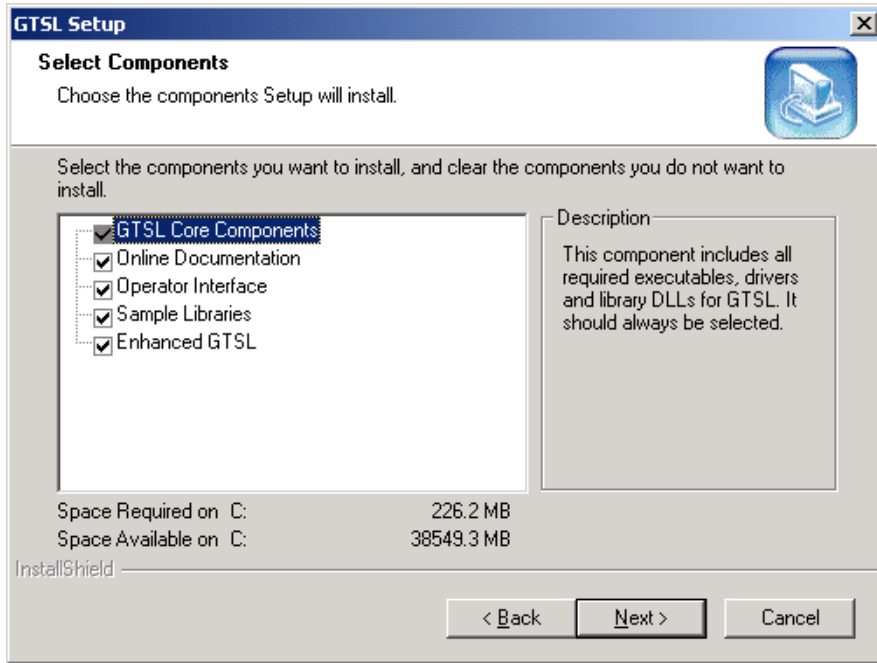 GTSL Setup
Select Components
Choose the components Setup will install.
Select the components you want to install, and clear the components you do not want to
install.
GTSL Core Components
Online Documentation
Operator Interface
Sample Libraries
Enhanced GTSL
Description
This component includes all
required executables, drivers
and library DLLs for GTSL. It
should always be selected.
Space Required on C: 226.2 MB
Space Available on C: 38549.3 MB
InstallShield
< Back Next > Cancel